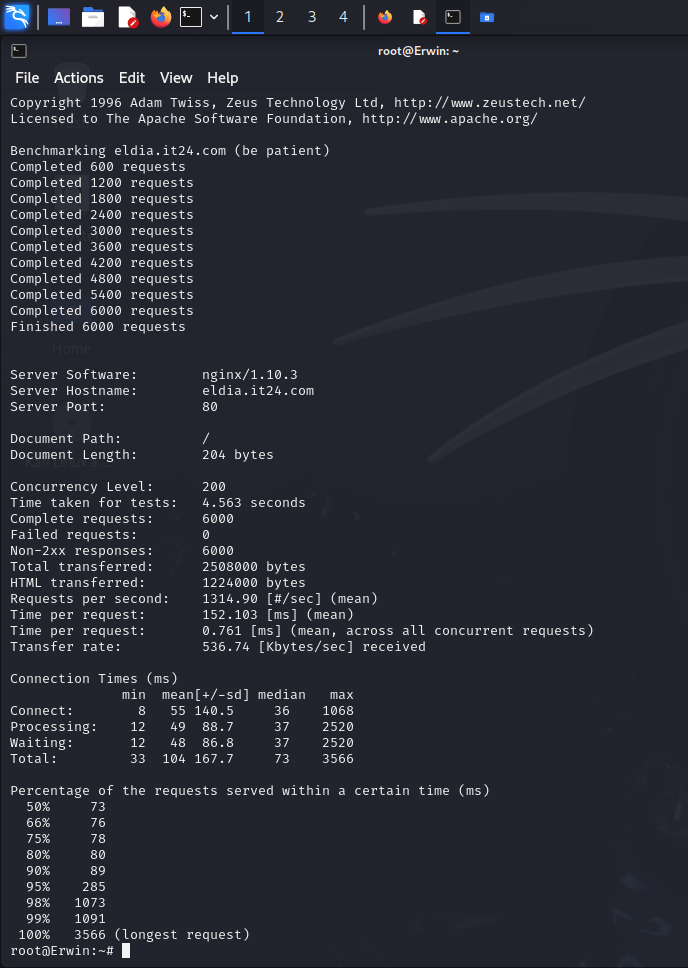 1 2 3 4
root@Erwin: ~
File Actions Edit View Help
Copyright 1996 Adam Twiss, Zeus Technology Ltd, http://www.zeustech.net/
Licensed to The Apache Software Foundation, http://www.apache.org/
Benchmarking eldia.it24.com (be patient)
Completed 600 requests
Completed 1200 requests
Completed 1800 requests
Completed 2400 requests
Completed 3000 requests
Completed 3600 requests
Completed 4200 requests
Completed 4800 requests
Completed 5400 requests
Completed 6000 requests
Finished 6000 requests
Home
Server Software: nginx/1.10.3
Server Hostname: eldia.it24.com
Server Port: 80
Document Path: /
Document Length: 204 bytes
Concurrency Level: 200
Time taken for tests: 4.563 seconds
Complete requests: 6000
Failed requests: 0
Non-2xx responses: 6000
Total transferred: 2508000 bytes
HTML transferred: 1224000 bytes
Requests per second: 1314.90 [#/sec] (mean)
Time per request: 152.103 [ms] (mean)
Time per request: 0.761 [ms] (mean, across all concurrent requests)
Transfer rate: 536.74 [Kbytes/sec] received
Connection Times (ms)
min mean[+/-sd] median max
Connect: 8 55 140.5 36 1068
Processing: 12 49 88.7 37 2520
Waiting: 12 48 86.8 37 2520
Total: 33 104 167.7 73 3566
Percentage of the requests served within a certain time (ms)
50% 73
66% 76
75% 78
80% 80
90% 89
95% 285
98% 1073
99% 1091
100% 3566 (longest request)
root@Erwin:~#